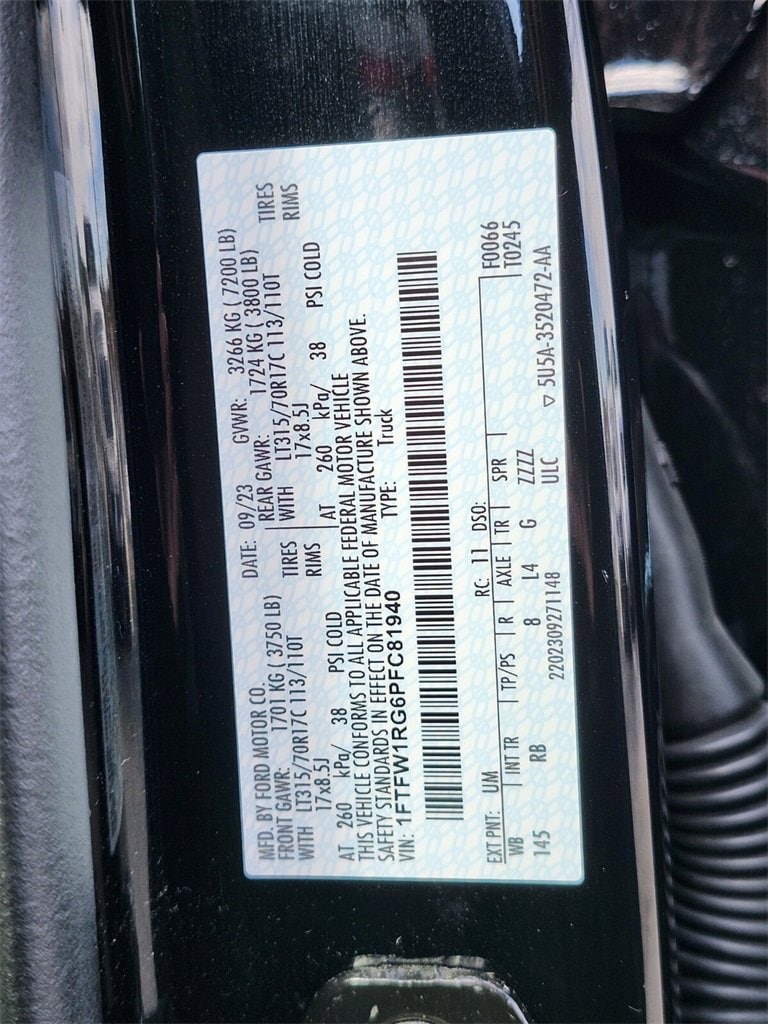 MFD. BY FORD MOTOR CO.
DATE: 09/23 GVWR: 3266 KG ( 7200 LB)
FRONT GAWR: 1701 KG ( 3750 LB) REAR GAWR: 1724 KG ( 3800 LB)
WITH LT315/70R17C 113/110T TIRES WITH LT315/70R17C 113/110T TIRES
17x8.5J RIMS 17x8.5J RIMS
AT 260 kPa/ 38 PSI COLD AT 260 kPa/ 38 PSI COLD
THIS VEHICLE CONFORMS TO ALL APPLICABLE FEDERAL MOTOR VEHICLE
SAFETY STANDARDS IN EFFECT ON THE DATE OF MANUFACTURE SHOWN ABOVE.
VIN: 1FTFW1RG6PFC81940 TYPE: Truck
EXT PNT: UM RC: 11 DSO: F0066
WB INT TR TP/PS R AXLE TR SPR T0245
145 RB 8 L4 G ZZZZ
2202309271148 ULC ▽ 5U5A-3520472-AA